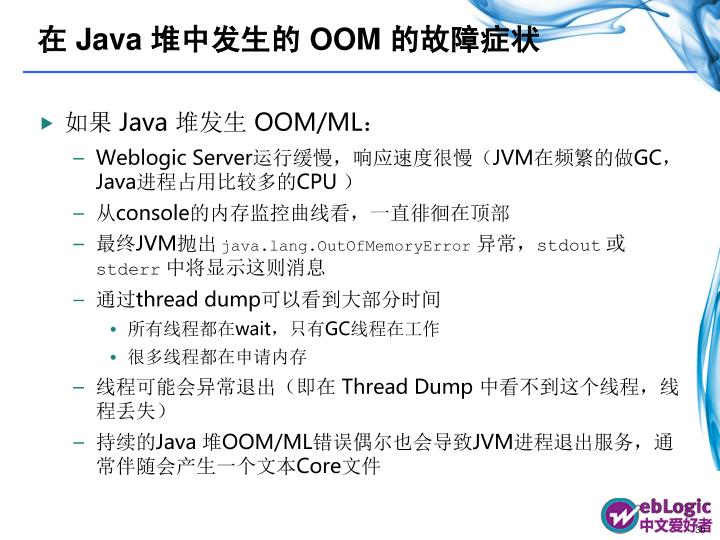 在 Java 堆中发生的 OOM 的故障症状
如果 Java 堆发生 OOM/ML：
– Weblogic Server运行缓慢，响应速度很慢（JVM在频繁的做GC，
Java进程占用比较多的CPU ）
– 从console的内存监控曲线看，一直徘徊在顶部
– 最终JVM抛出 java.lang.OutOfMemoryError 异常，stdout 或
stderr 中将显示这则消息
– 通过thread dump可以看到大部分时间
• 所有线程都在wait，只有GC线程在工作
• 很多线程都在申请内存
– 线程可能会异常退出（即在 Thread Dump 中看不到这个线程，线
程丢失）
– 持续的Java 堆OOM/ML错误偶尔也会导致JVM进程退出服务，通
常伴随会产生一个文本Core文件
WebLogic
中文爱好者